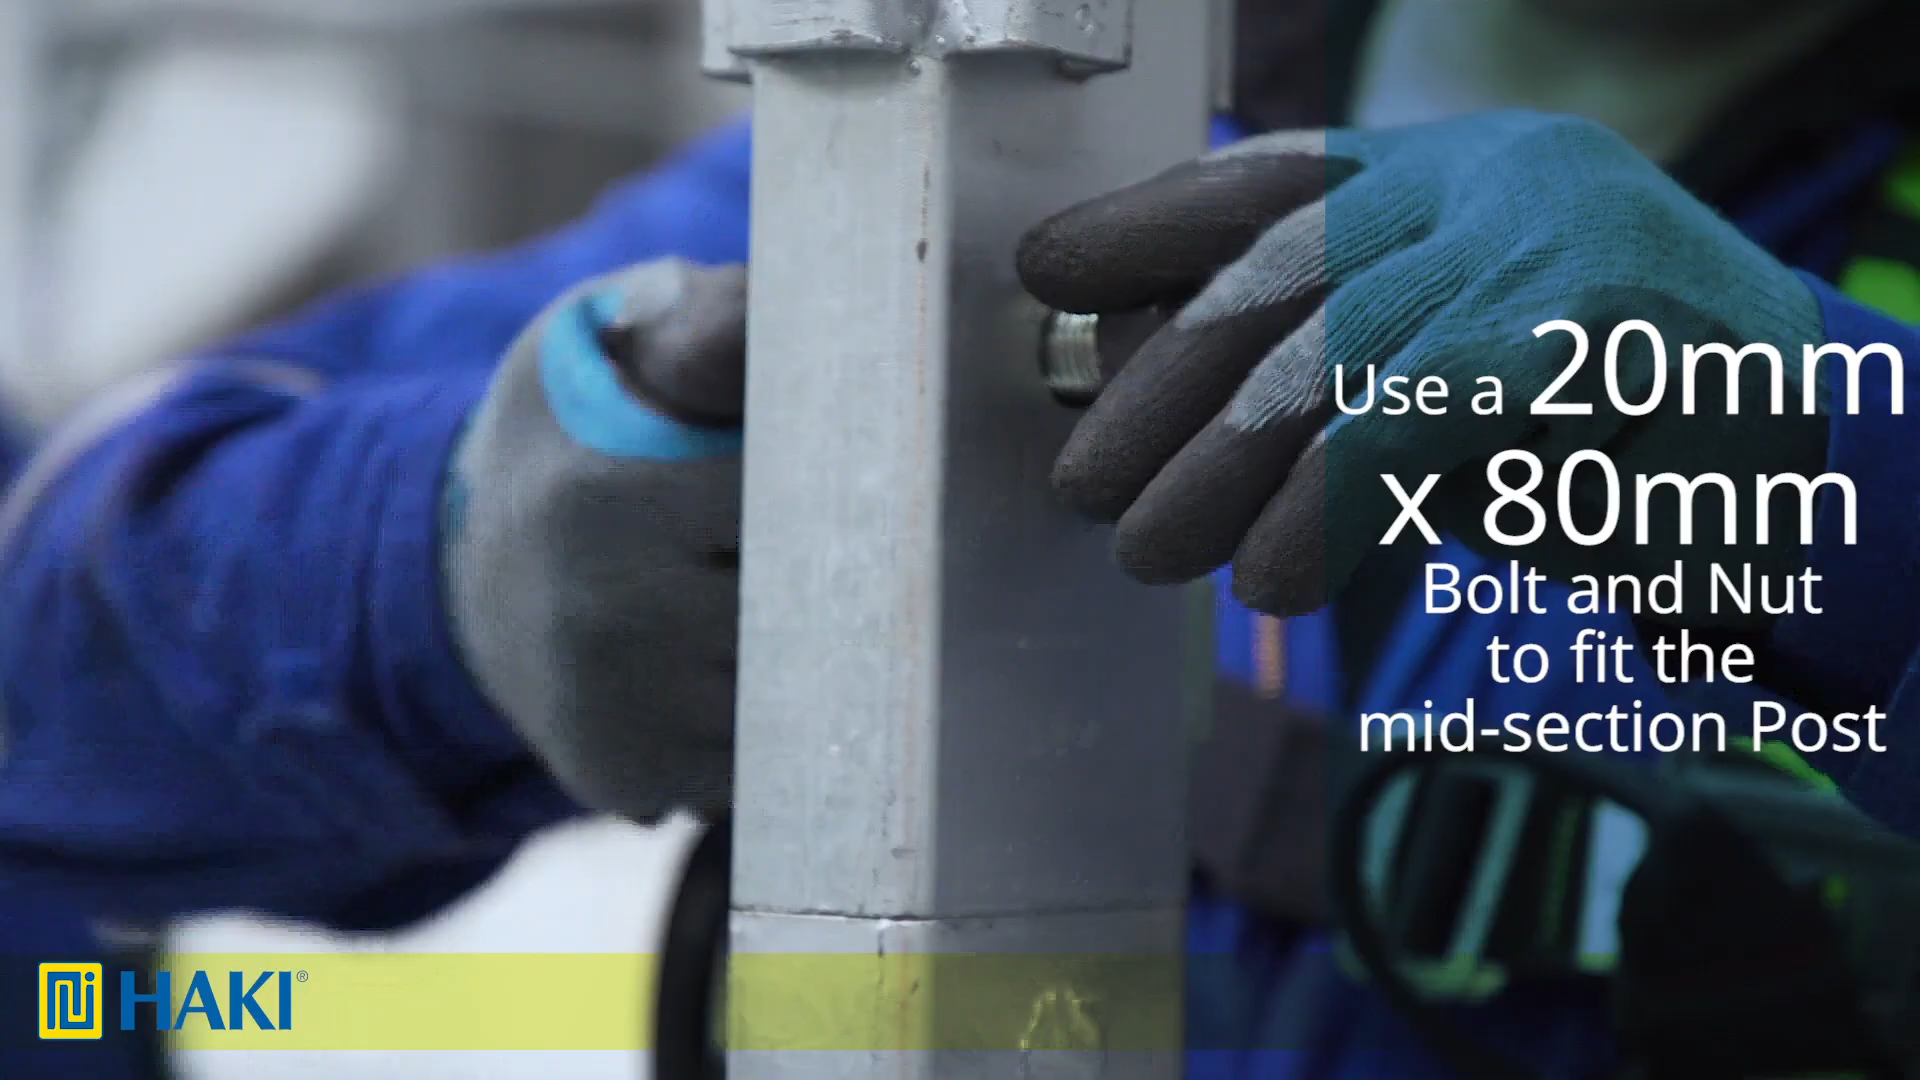 Use a 20mm
x 80mm
Bolt and Nut
to fit the
mid-section Post
HAKI®